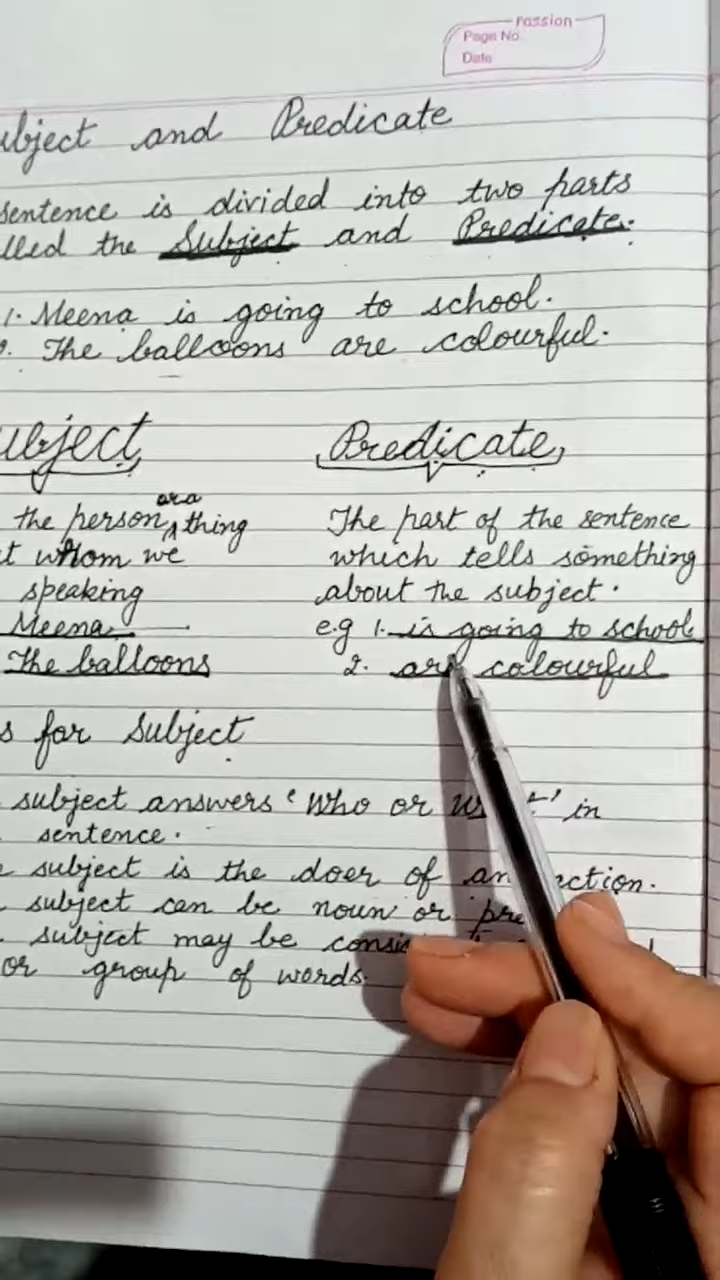 Passion
Page No.
Date
ubject and Predicate
sentence is divided into two parts
lled the Subject and Predicate.
1. Meena is going to school.
2. The balloons are colourful.
ubject Predicate
the person or a thing The part of the sentence
t whom we which tells something
speaking about the subject.
Meena e.g 1. is going to school
The balloons 2. are colourful
s for Subject
subject answers 'Who or in
sentence.
subject is the doer of an action.
subject can be noun or
subject may be
or group of words.